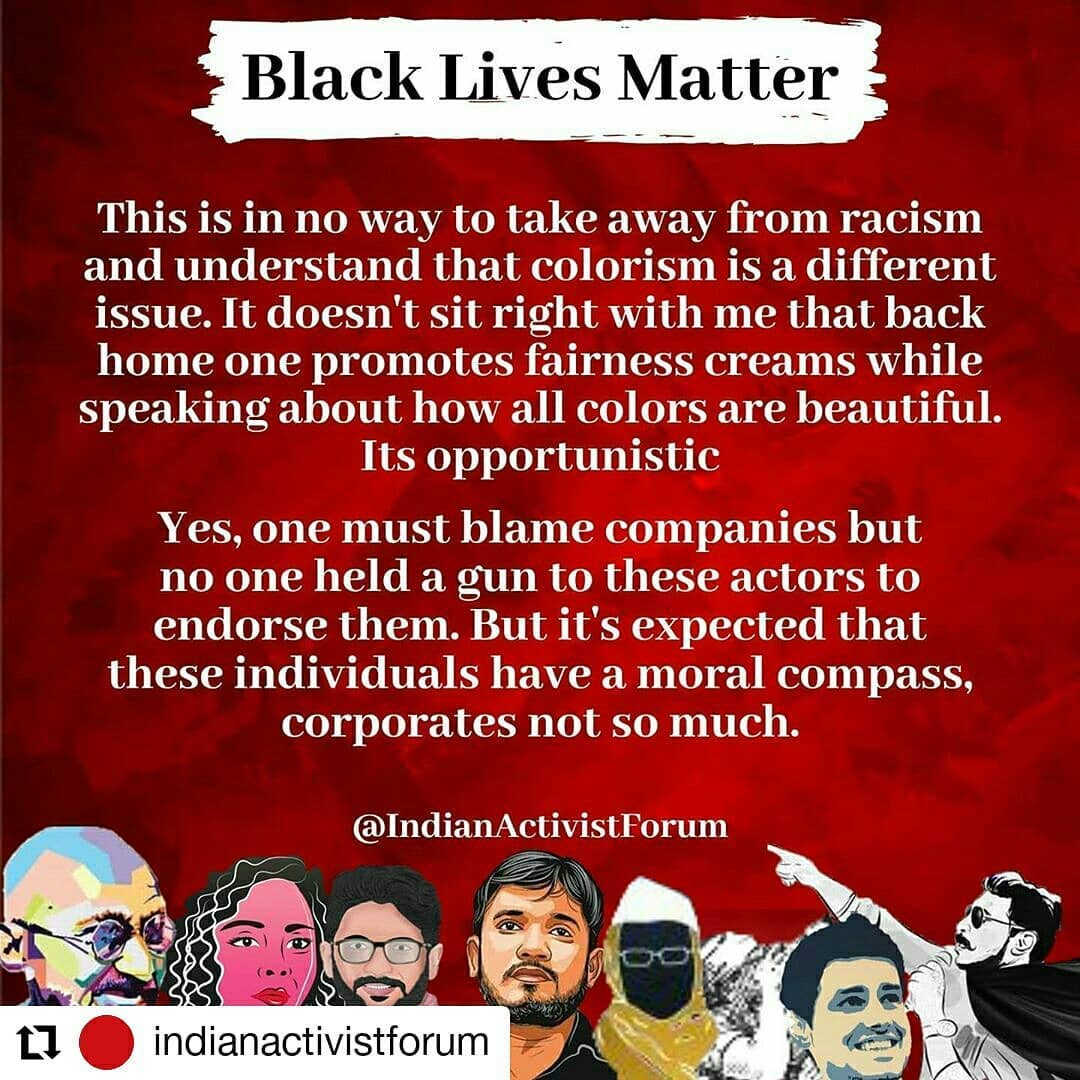 Black Lives Matter
This is in no way to take away from racism
and understand that colorism is a different
issue. It doesn't sit right with me that back
home one promotes fairness creams while
speaking about how all colors are beautiful.
Its opportunistic
Yes, one must blame companies but
no one held a gun to these actors to
endorse them. But it's expected that
these individuals have a moral compass,
corporates not so much.
@IndianActivistForum
indianactivistforum